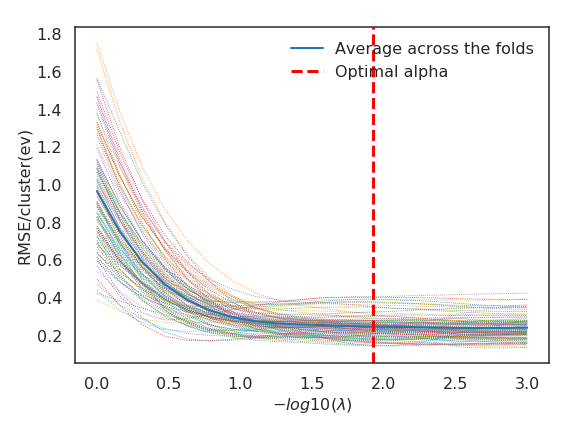 1.8
1.6
1.4
1.2
1.0
0.8
0.6
0.4
0.2
RMSE/cluster(ev)
Average across the folds
Optimal alpha
0.0 0.5 1.0 1.5 2.0 2.5 3.0
−log10(λ)